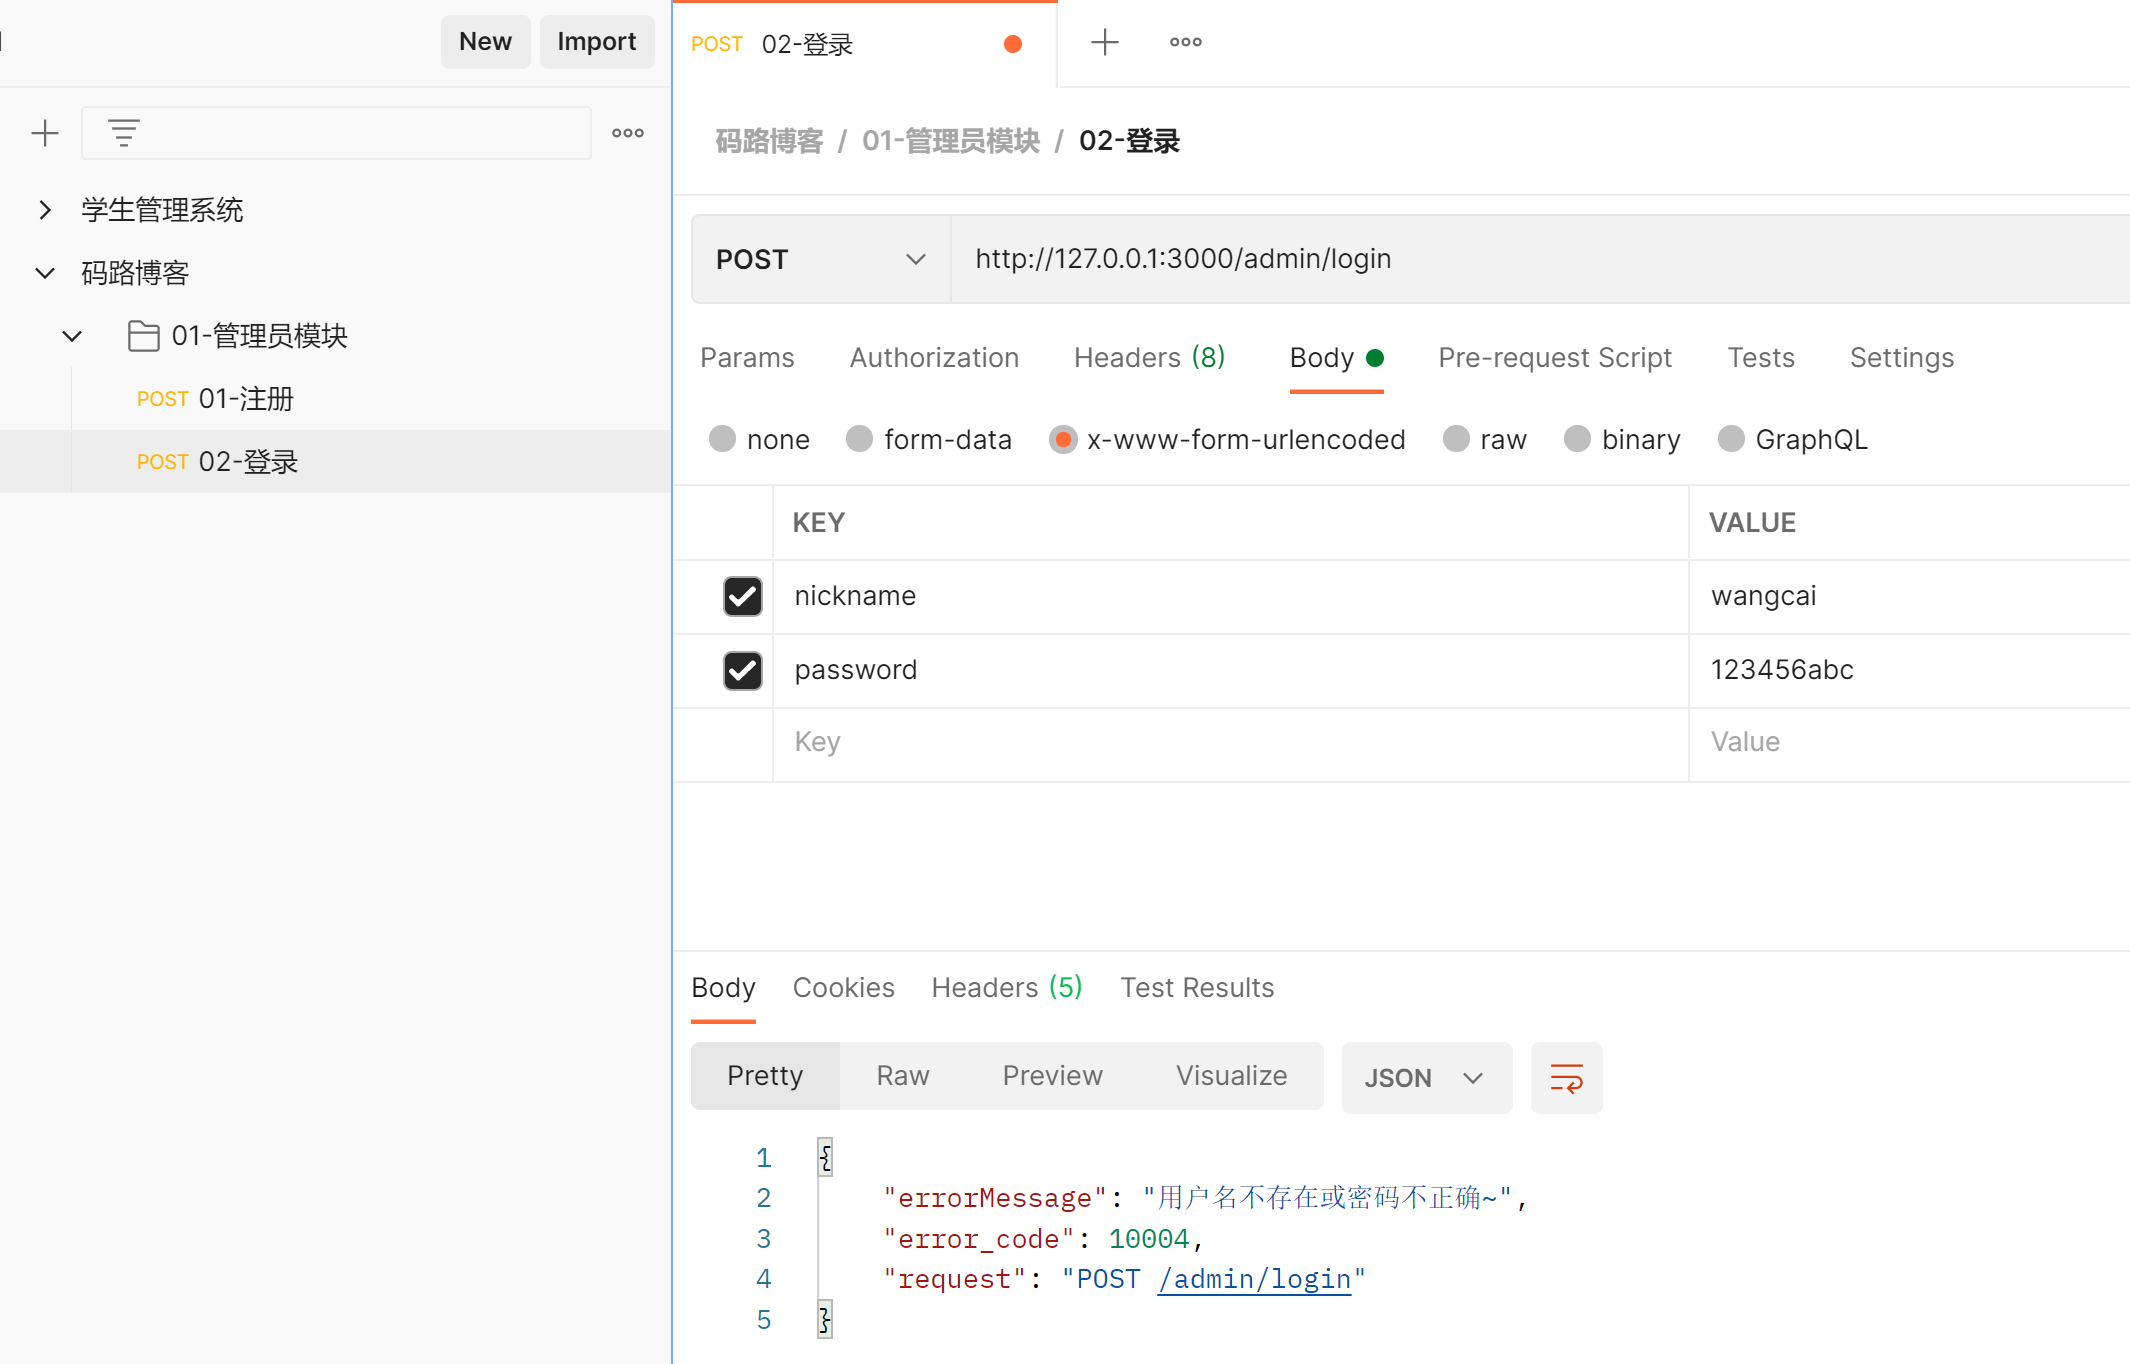 New
Import
学生管理系统
码路博客
01-管理员模块
POST 01-注册
POST 02-登录
POST 02-登录
码路博客 / 01-管理员模块 / 02-登录
POST http://127.0.0.1:3000/admin/login
Params Authorization Headers (8) Body Pre-request Script Tests Settings
none form-data x-www-form-urlencoded raw binary GraphQL
KEY VALUE
nickname wangcai
password 123456abc
Key Value
Body Cookies Headers (5) Test Results
Pretty Raw Preview Visualize JSON
1 {
2 "errorMessage": "用户名不存在或密码不正确~",
3 "error_code": 10004,
4 "request": "POST /admin/login"
5 }